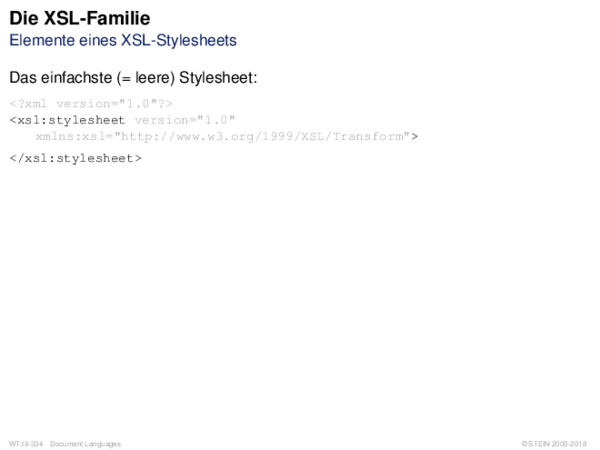 Die XSL-Familie
Elemente eines XSL-Stylesheets
Das einfachste (= leere) Stylesheet:
<?xml version="1.0"?>
<xsl:stylesheet version="1.0"
xmlns:xsl="http://www.w3.org/1999/XSL/Transform">
</xsl:stylesheet>
WT:III-334 Document Languages
© STEIN 2005-2018